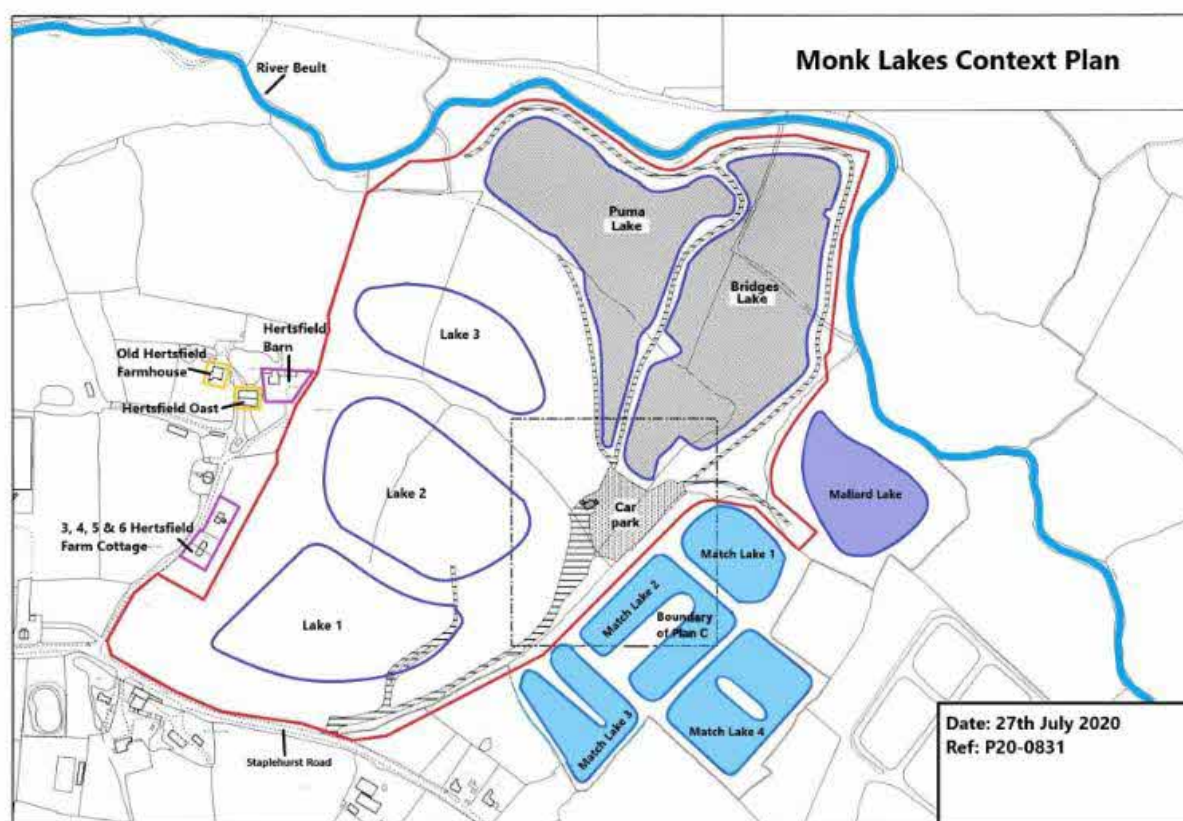 Monk Lakes Context Plan
River Beult
Puma
Lake
Bridges
Lake
Lake 3
Hertsfield
Barn
Old Hertsfield
Farmhouse
Hertsfield Oast
Lake 2
Mallard Lake
Car
park
3, 4, 5 & 6 Hertsfield
Farm Cottage
Match Lake 1
Match Lake 2
Lake 1
Boundary
of Plan C
Match Lake 3
Match Lake 4
Staplehurst Road
Date: 27th July 2020
Ref: P20-0831